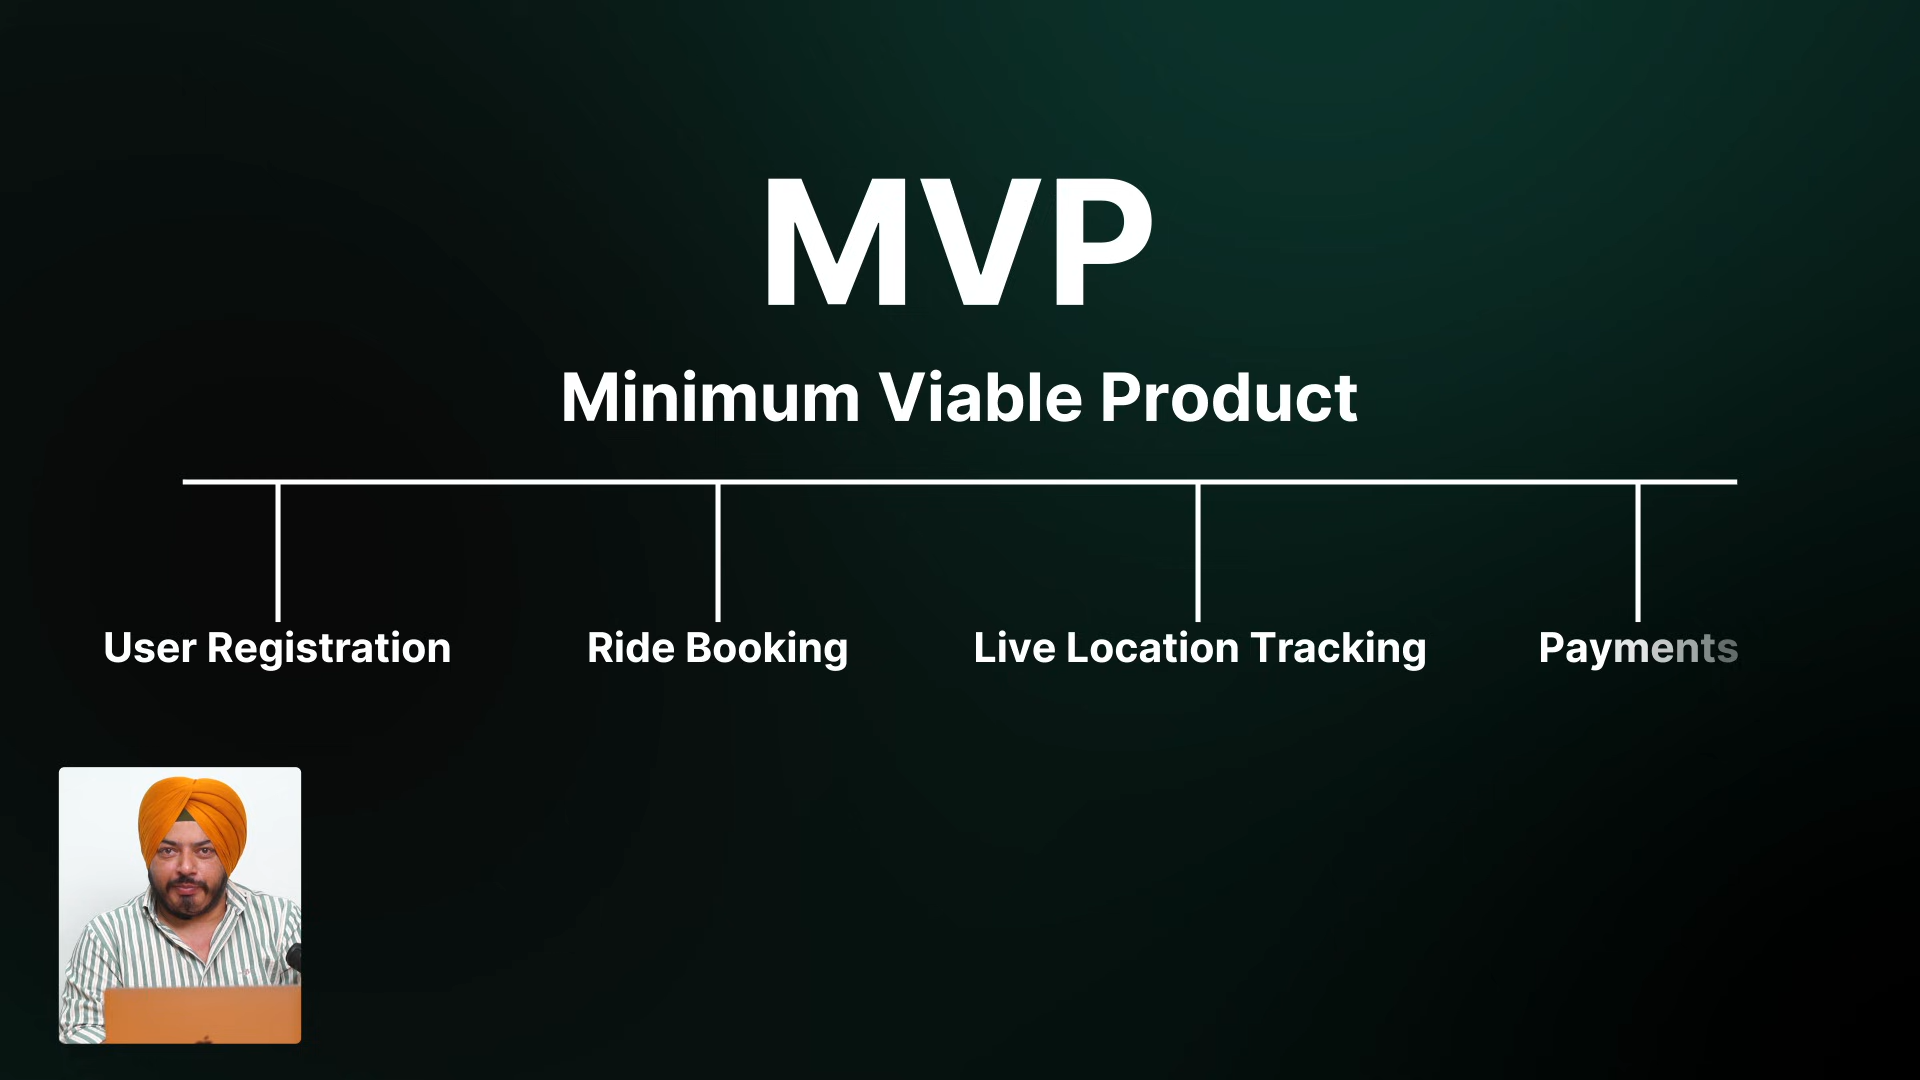 MVP
Minimum Viable Product
User Registration
Ride Booking
Live Location Tracking
Payments